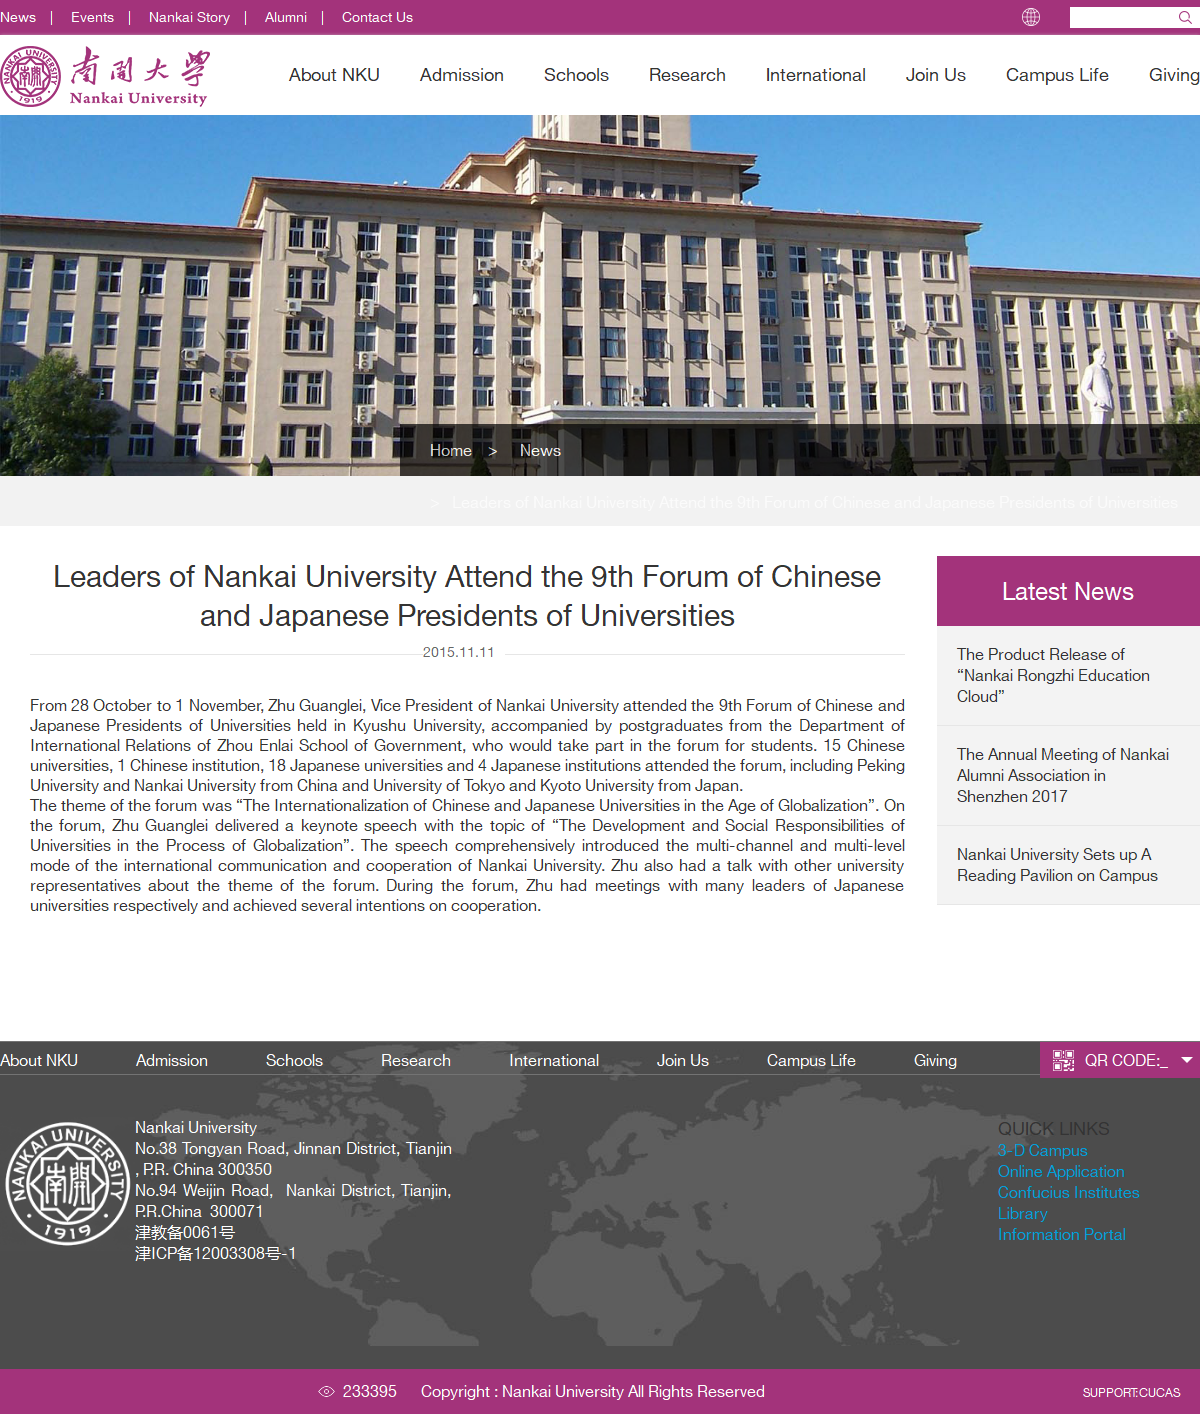 News | Events | Nankai Story | Alumni | Contact Us
南開大學
Nankai University
NANKAI UNIVERSITY
南開
1919
About NKU Admission Schools Research International Join Us Campus Life Giving
Home > News
> Leaders of Nankai University Attend the 9th Forum of Chinese and Japanese Presidents of Universities
Leaders of Nankai University Attend the 9th Forum of Chinese
and Japanese Presidents of Universities
2015.11.11
From 28 October to 1 November, Zhu Guanglei, Vice President of Nankai University attended the 9th Forum of Chinese and
Japanese Presidents of Universities held in Kyushu University, accompanied by postgraduates from the Department of
International Relations of Zhou Enlai School of Government, who would take part in the forum for students. 15 Chinese
universities, 1 Chinese institution, 18 Japanese universities and 4 Japanese institutions attended the forum, including Peking
University and Nankai University from China and University of Tokyo and Kyoto University from Japan.
The theme of the forum was “The Internationalization of Chinese and Japanese Universities in the Age of Globalization”. On
the forum, Zhu Guanglei delivered a keynote speech with the topic of “The Development and Social Responsibilities of
Universities in the Process of Globalization”. The speech comprehensively introduced the multi-channel and multi-level
mode of the international communication and cooperation of Nankai University. Zhu also had a talk with other university
representatives about the theme of the forum. During the forum, Zhu had meetings with many leaders of Japanese
universities respectively and achieved several intentions on cooperation.
Latest News
The Product Release of
“Nankai Rongzhi Education
Cloud”
The Annual Meeting of Nankai
Alumni Association in
Shenzhen 2017
Nankai University Sets up A
Reading Pavilion on Campus
About NKU Admission Schools Research International Join Us Campus Life Giving
QR CODE:_
NANKAI UNIVERSITY
南開
1919
Nankai University
No.38 Tongyan Road, Jinnan District, Tianjin
, P.R. China 300350
No.94 Weijin Road, Nankai District, Tianjin,
P.R.China 300071
津教备0061号
津ICP备12003308号-1
QUICK LINKS
3-D Campus
Online Application
Confucius Institutes
Library
Information Portal
233395 Copyright : Nankai University All Rights Reserved
SUPPORT:CUCAS